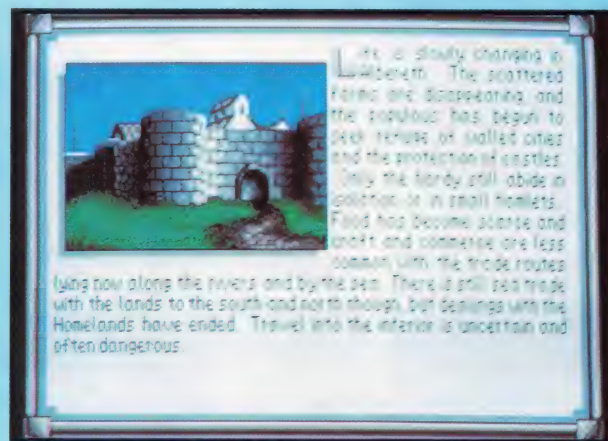 Life is slowly changing in
Albereth. The scattered
farms are disappearing, and
the populous has begun to
seek refuge of walled cities
and the protection of castles.
Only the hardy still abide in
isolation or in small hamlets.
Food has become scarce and
craft and commerce are less
common with the trade routes
lying now along the rivers and by the sea. There is still sea trade
with the lands to the south and north though, but dealings with the
Homelands have ended. Travel into the interior is uncertain and
often dangerous.